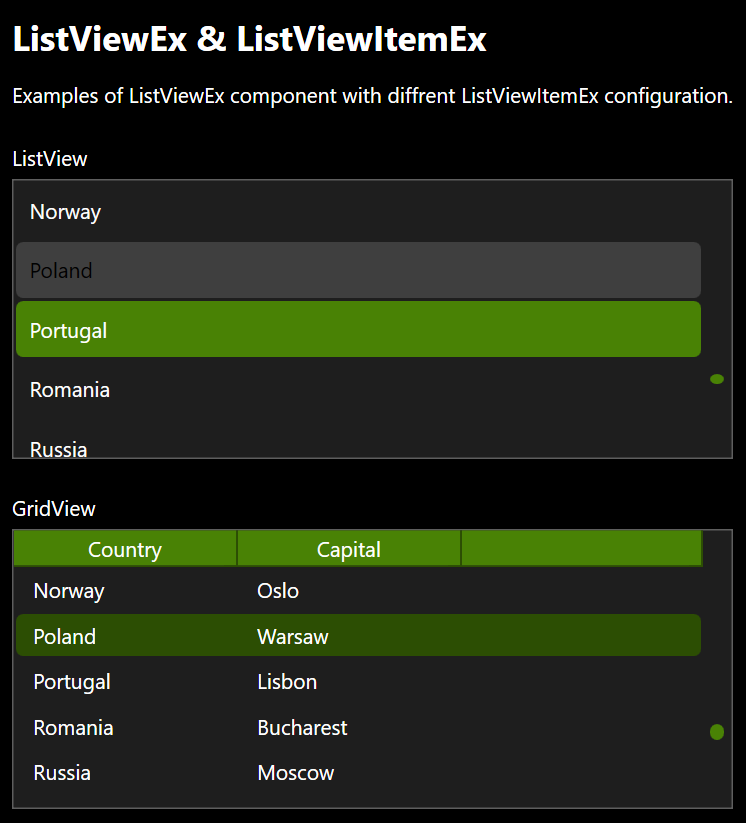 ListViewEx & ListViewItemEx
Examples of ListViewEx component with diffrent ListViewItemEx configuration.
ListView
Norway
Poland
Portugal
Romania
Russia
GridView
Country Capital
Norway Oslo
Poland Warsaw
Portugal Lisbon
Romania Bucharest
Russia Moscow